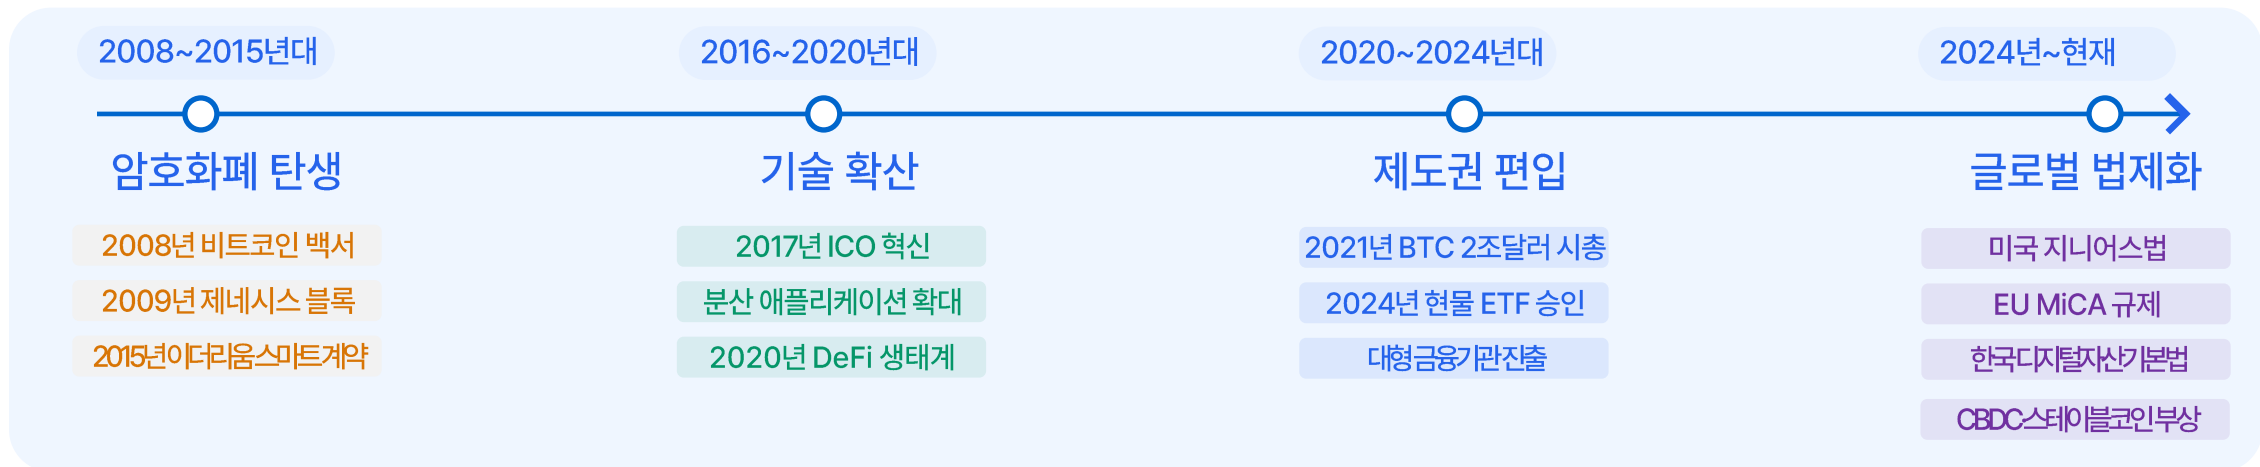 2008~2015년대
2016~2020년대
2020~2024년대
2024년~현재
암호화폐 탄생
기술 확산
제도권 편입
글로벌 법제화
2008년 비트코인 백서
2009년 제네시스 블록
2015년이더리움스마트계약
2017년 ICO 혁신
분산 애플리케이션 확대
2020년 DeFi 생태계
2021년 BTC 2조달러 시총
2024년 현물 ETF 승인
대형금융기관진출
미국 지니어스법
EU MiCA 규제
한국디지털자산기본법
CBDC·스테이블코인 부상